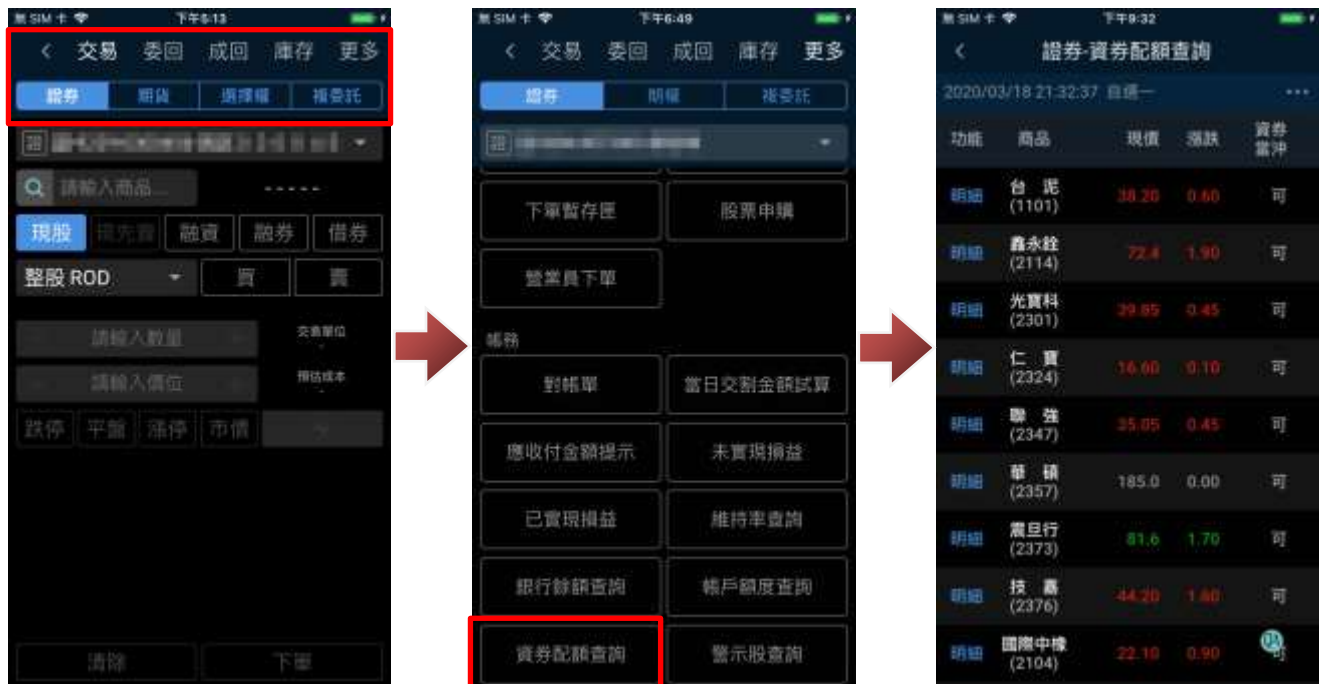 無 SIM 卡 下午6:13
交易 委回 成回 庫存 更多
證券 期貨 選擇權 複委託
證
請輸入商品... -----
現股 融資 融券 借券
整股 ROD 買 賣
請輸入數量 交易單位
-
請輸入價位 預估成本
-
跌停 平盤 漲停 市價
清除 下單
無 SIM 卡 下午6:49
交易 委回 成回 庫存 更多
證券 期權 複委託
證
下單暫存匣 股票申購
營業員下單
帳務
對帳單 當日交割金額試算
應收付金額提示 未實現損益
已實現損益 維持率查詢
銀行餘額查詢 帳戶額度查詢
資券配額查詢 警示股查詢
無 SIM 卡 下午9:32
證券-資券配額查詢
2020/03/18 21:32:37 自選一 ...
功能 商品 現價 漲跌 資券
當沖
明細 台 泥 38.20 0.60 可
(1101)
明細 鑫永銓 72.4 1.90 可
(2114)
明細 光寶科 39.85 0.45 可
(2301)
明細 仁 寶 16.60 0.10 可
(2324)
明細 聯 強 35.05 0.45 可
(2347)
明細 華 碩 185.0 0.00 可
(2357)
明細 震旦行 81.6 1.70 可
(2373)
明細 技 嘉 44.20 1.60 可
(2376)
明細 國際中橡 22.10 0.90 可
(2104)